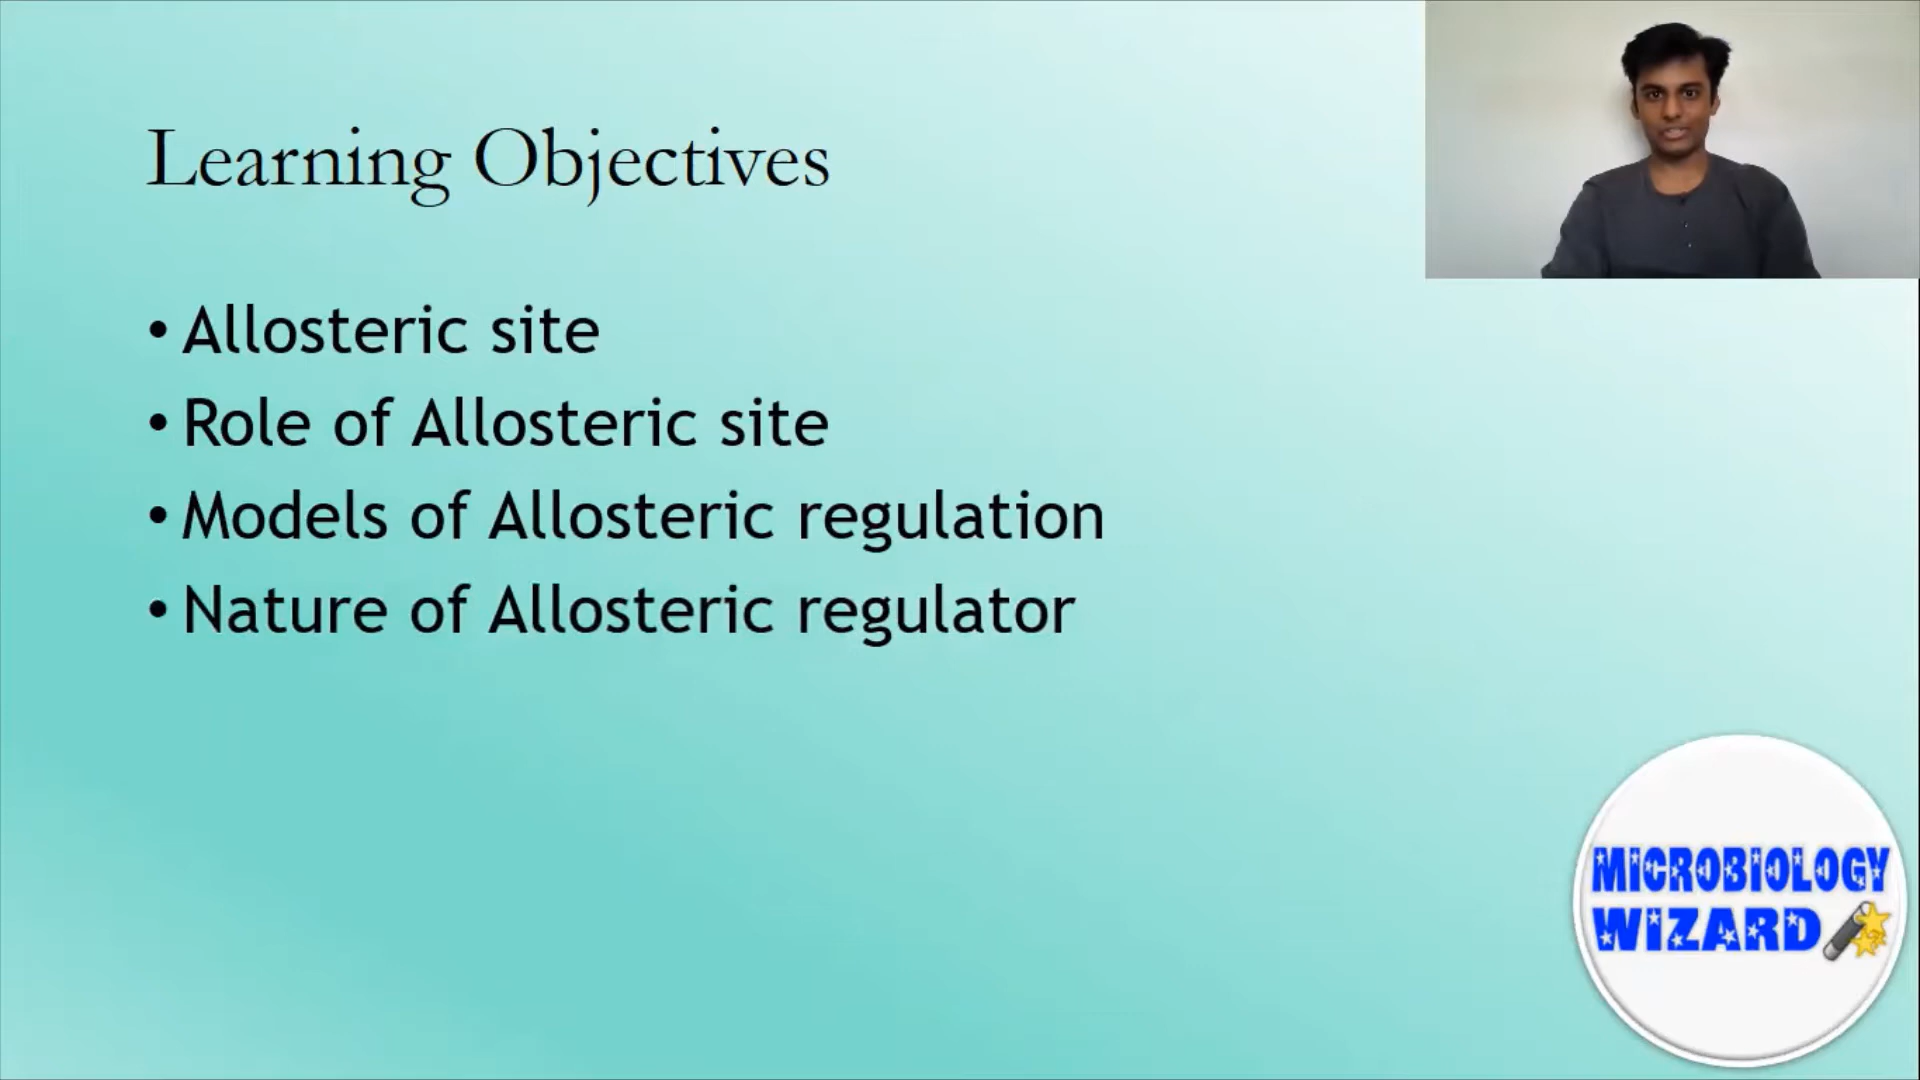 Learning Objectives
• Allosteric site
• Role of Allosteric site
• Models of Allosteric regulation
• Nature of Allosteric regulator
MICROBIOLOGY
WIZARD